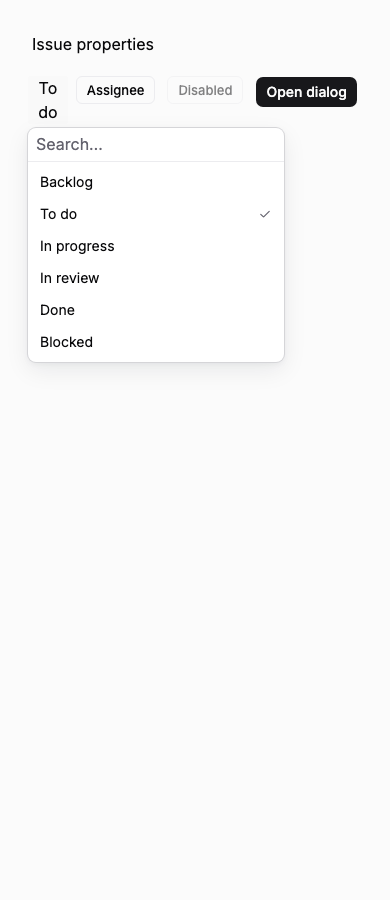 Issue properties
To
do
Assignee
Disabled
Open dialog
Search...
Backlog
To do
In progress
In review
Done
Blocked